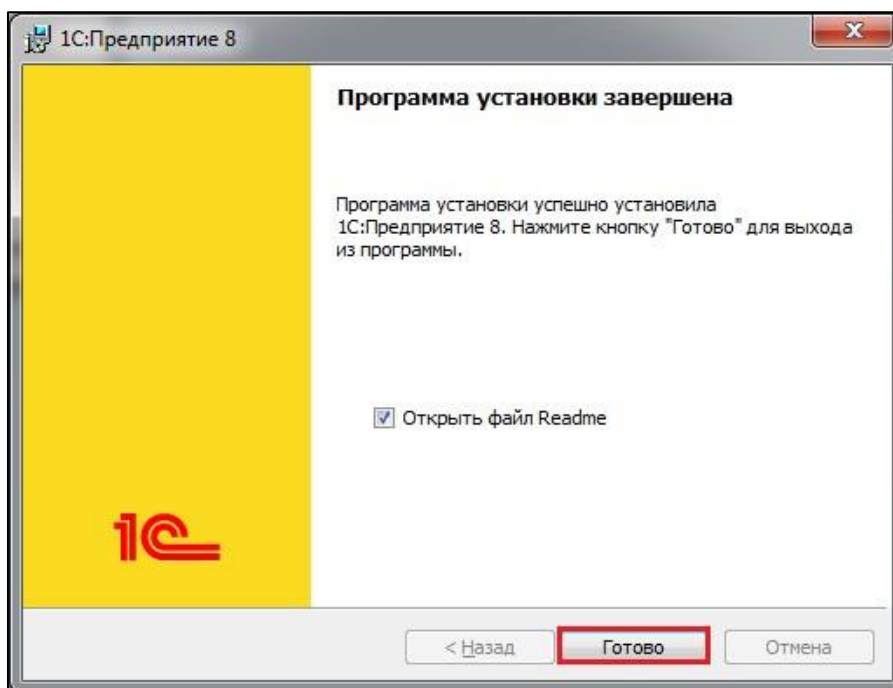 1С:Предприятие 8
Программа установки завершена
Программа установки успешно установила
1С:Предприятие 8. Нажмите кнопку "Готово" для выхода
из программы.
Открыть файл Readme
1С
< Назад
Готово
Отмена